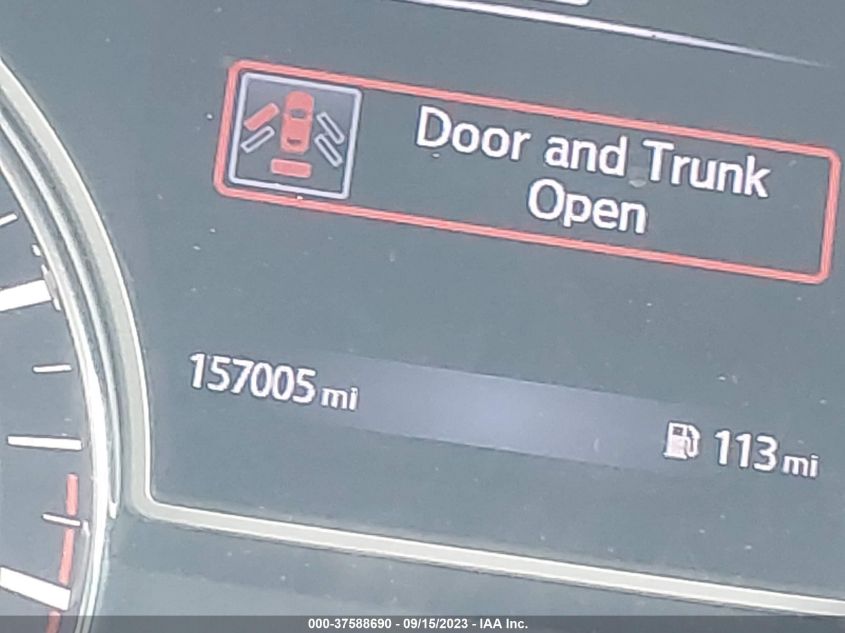 Door and Trunk
Open
157005 mi
113 mi
000-37588690 - 09/15/2023 - IAA Inc.